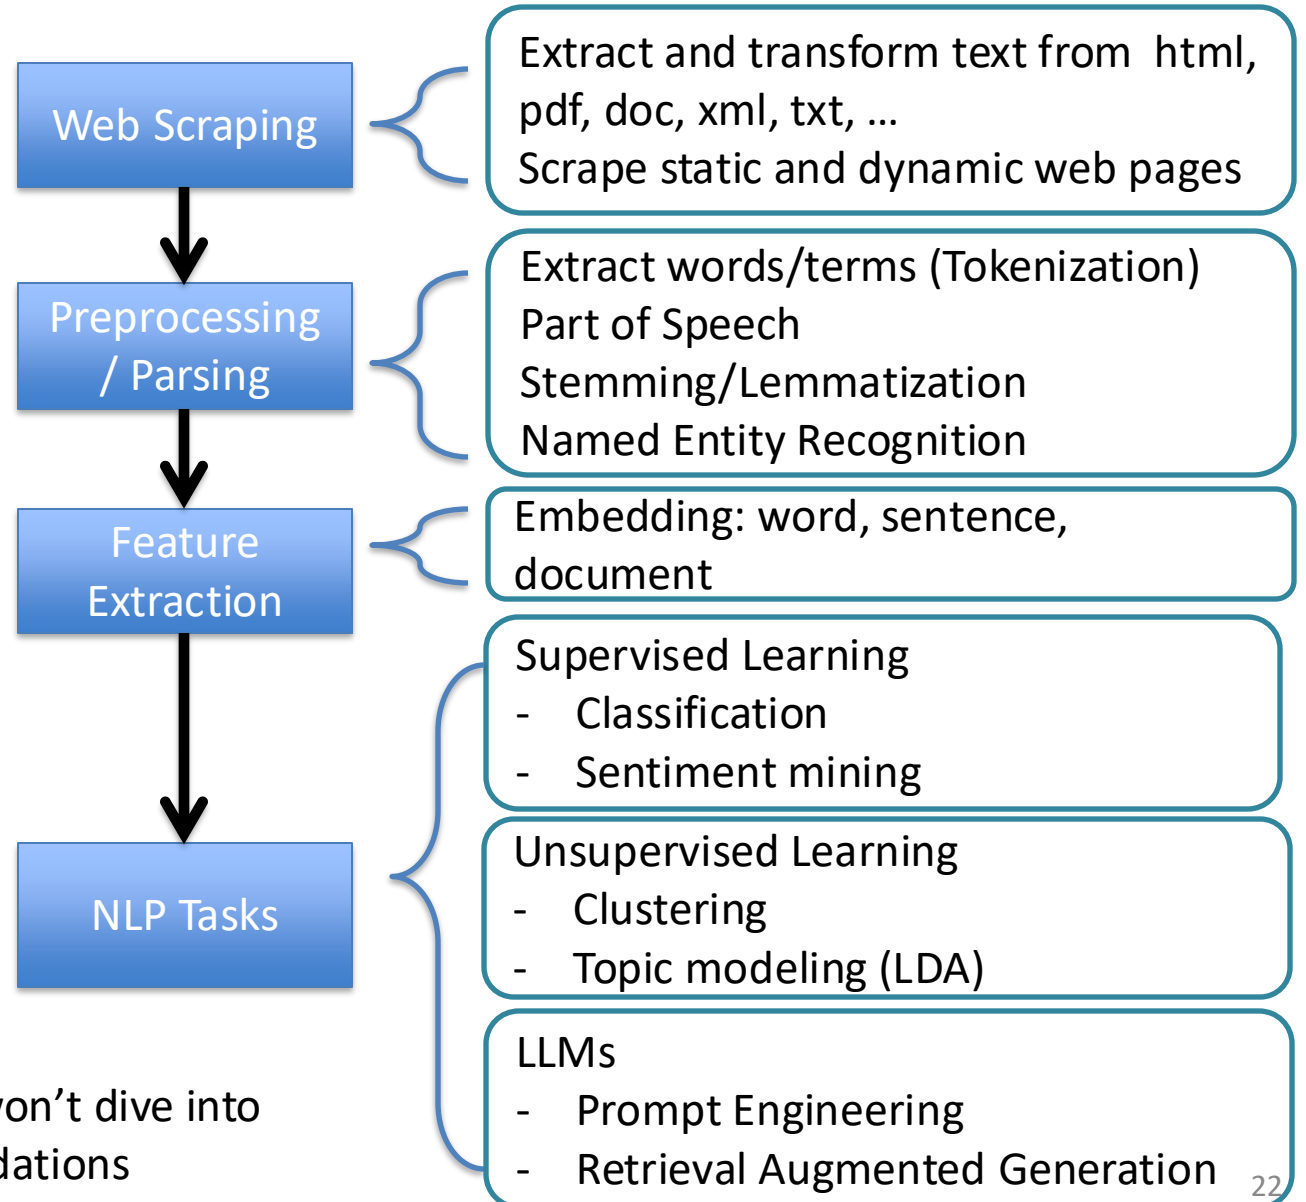 Web Scraping
Extract and transform text from html,
pdf, doc, xml, txt, …
Scrape static and dynamic web pages
Preprocessing
/ Parsing
Extract words/terms (Tokenization)
Part of Speech
Stemming/Lemmatization
Named Entity Recognition
Feature
Extraction
Embedding: word, sentence,
document
NLP Tasks
Supervised Learning
- Classification
- Sentiment mining
Unsupervised Learning
- Clustering
- Topic modeling (LDA)
LLMs
- Prompt Engineering
- Retrieval Augmented Generation
won’t dive into
22